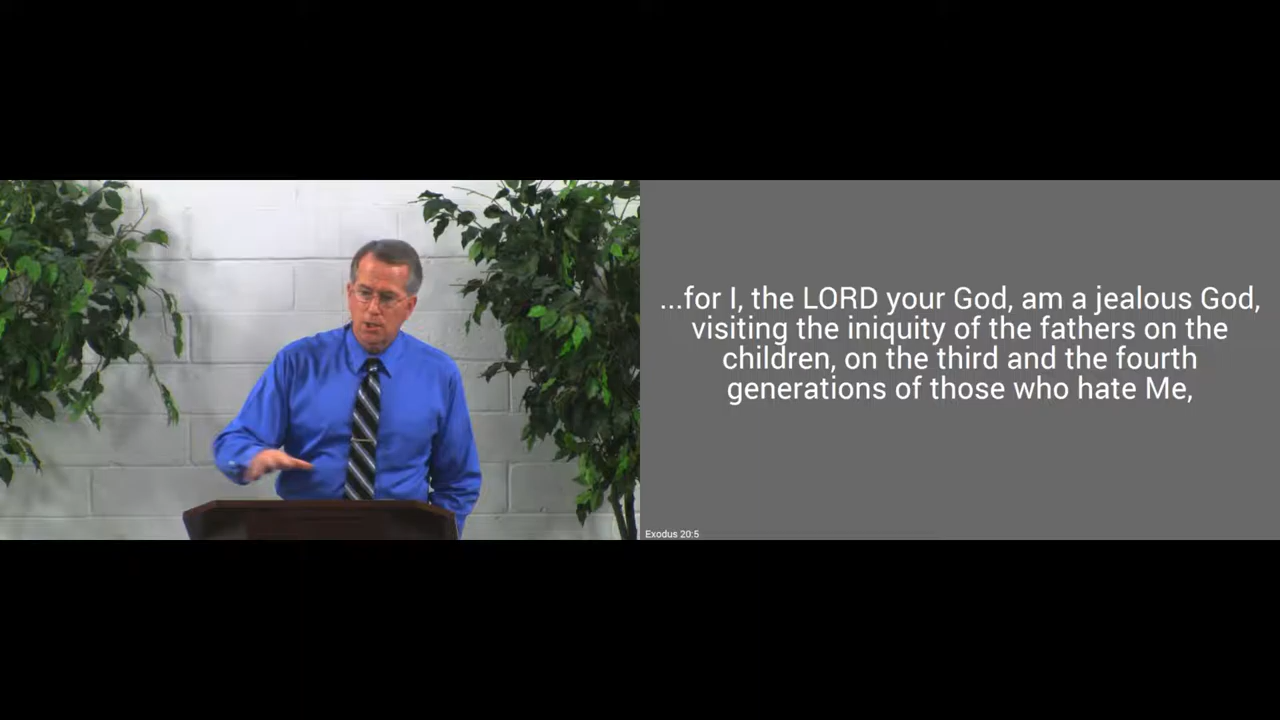 ...for I, the LORD your God, am a jealous God,
visiting the iniquity of the fathers on the
children, on the third and the fourth
generations of those who hate Me,
Exodus 20:5